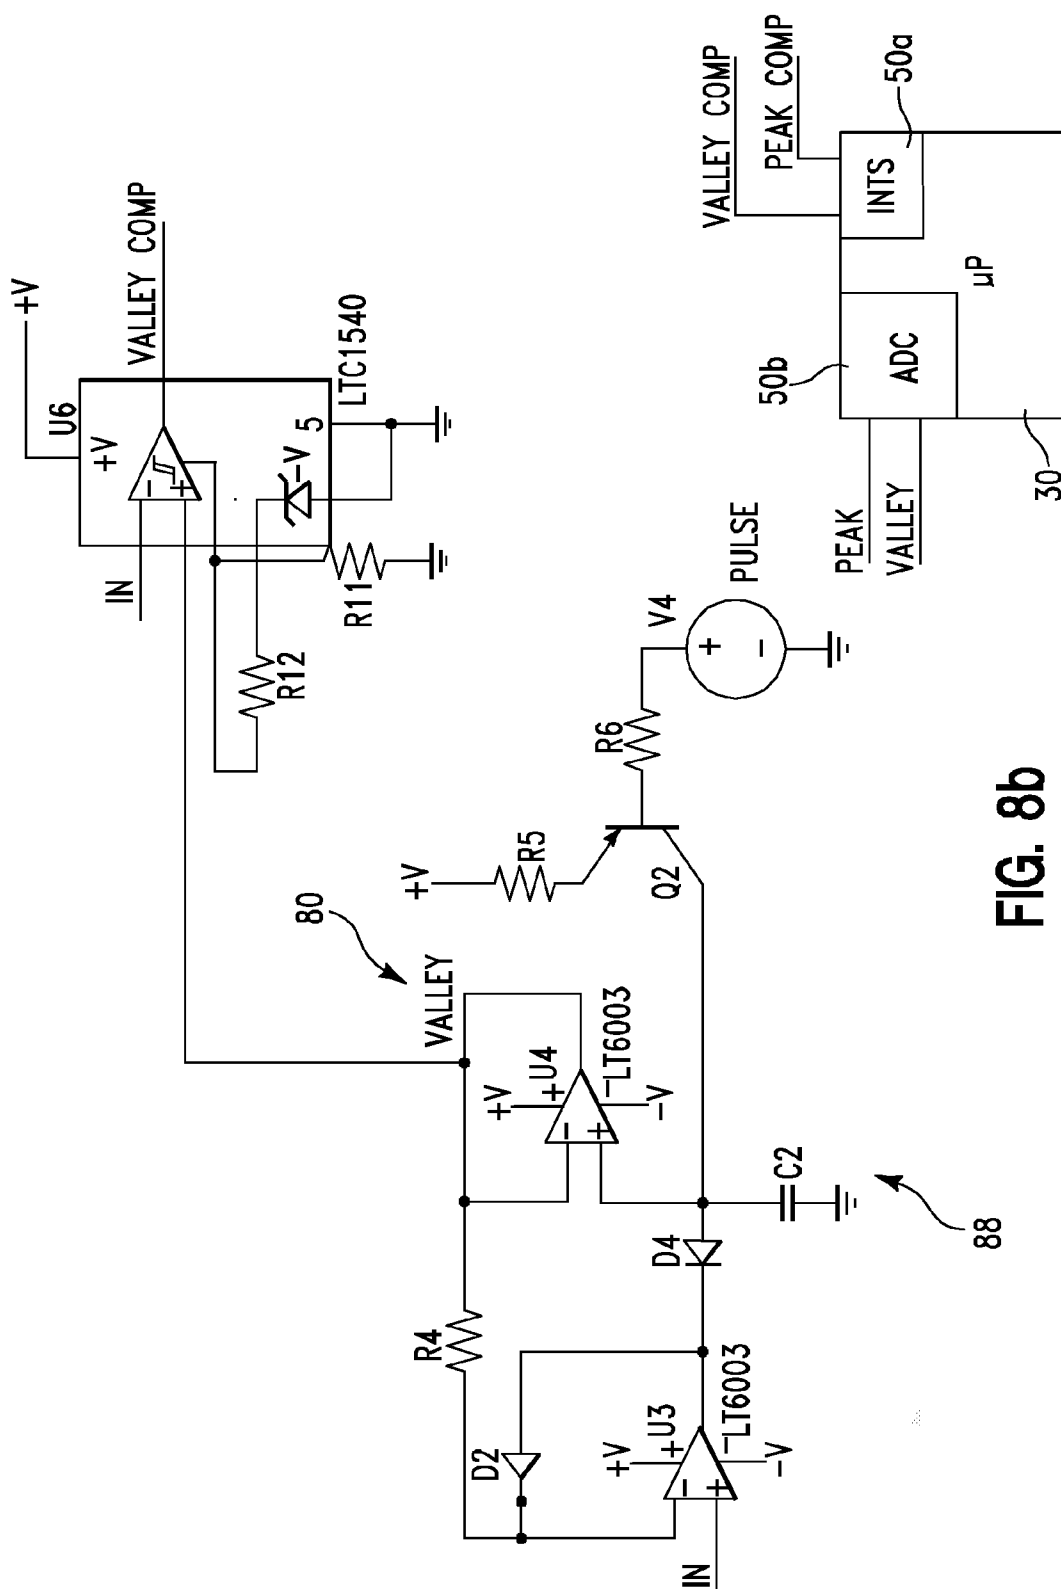 +V
U6
+V
VALLEY COMP
IN
−
+
−V
5
LTC1540
R11
R12
80
VALLEY
+V
+
U4
−
+
−
LT6003
−V
R4
D2
+V
+
U3
−
+
−
LT6003
−V
IN
D4
C2
88
+V
R5
Q2
R6
V4
+
−
PULSE
VALLEY COMP
PEAK COMP
50a
INTS
50b
ADC
µP
PEAK
VALLEY
30
FIG. 8b